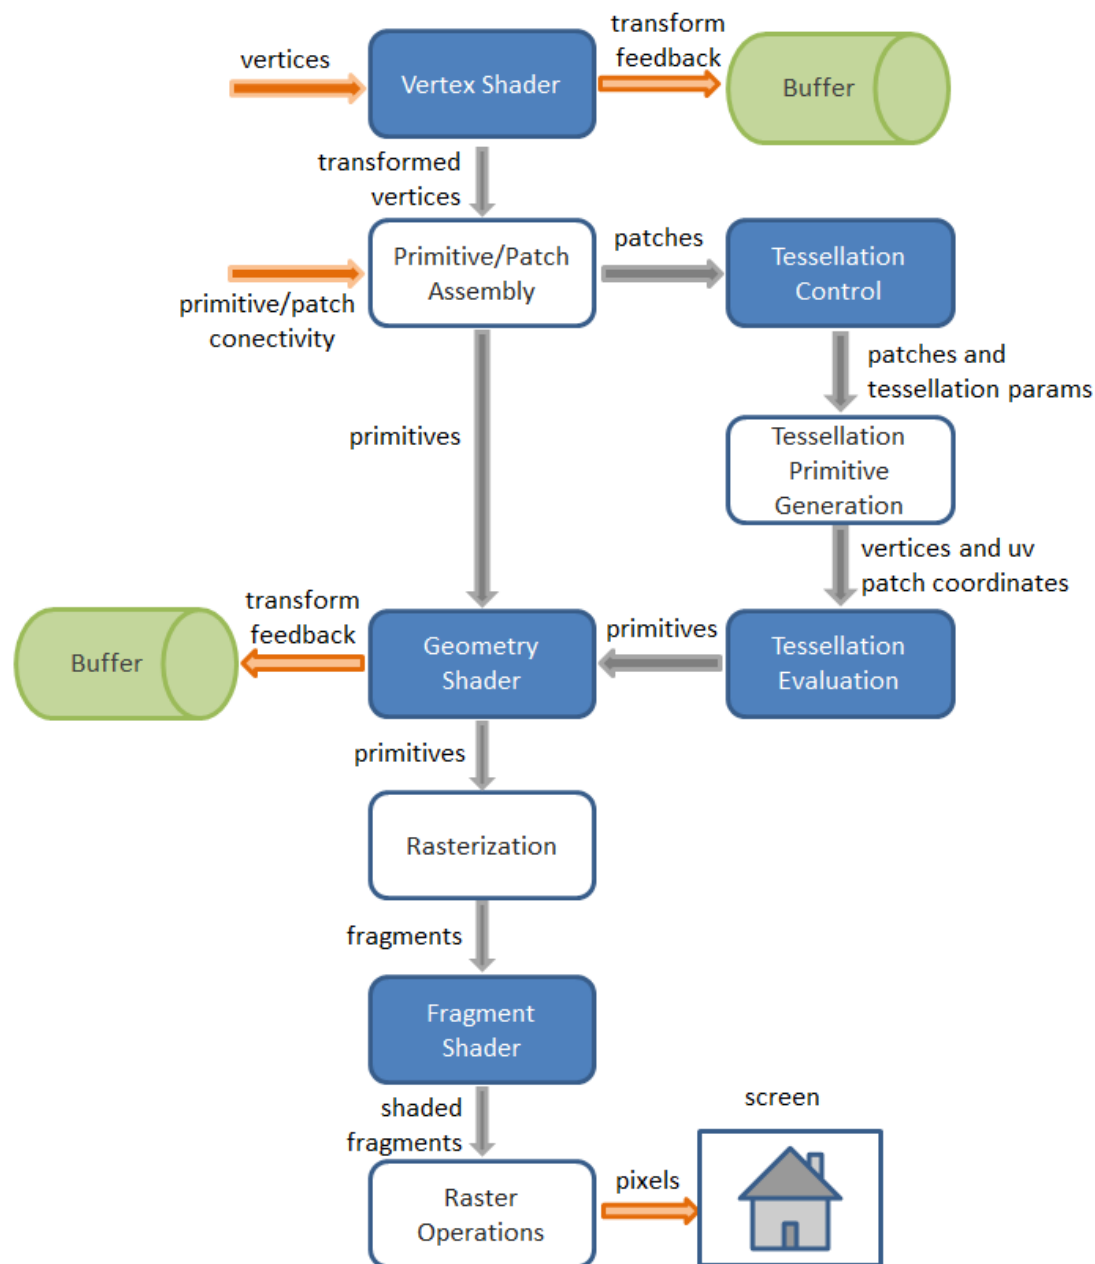 transform
feedback
vertices
Vertex Shader
Buffer
transformed
vertices
Primitive/Patch
Assembly
patches
Tessellation
Control
primitive/patch
conectivity
patches and
tessellation params
primitives
Tessellation
Primitive
Generation
vertices and uv
patch coordinates
transform
feedback
Buffer
Geometry
Shader
primitives
Tessellation
Evaluation
primitives
Rasterization
fragments
Fragment
Shader
shaded
fragments
screen
Raster
Operations
pixels